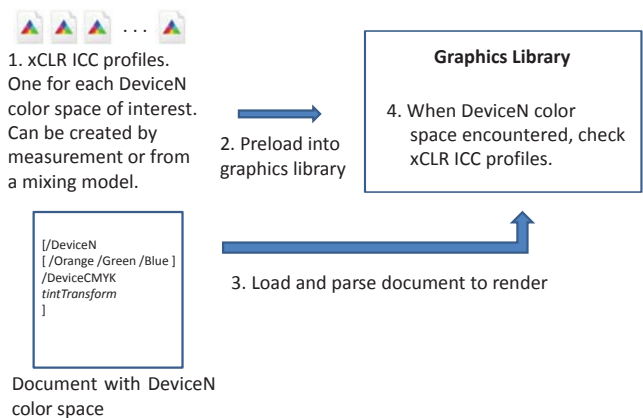 . . .
1. xCLR ICC profiles.
One for each DeviceN
color space of interest.
Can be created by
measurement or from
a mixing model.
2. Preload into
graphics library
Graphics Library
4. When DeviceN color
space encountered, check
xCLR ICC profiles.
[/DeviceN
[ /Orange /Green /Blue ]
/DeviceCMYK
tintTransform
]
3. Load and parse document to render
Document with DeviceN
color space